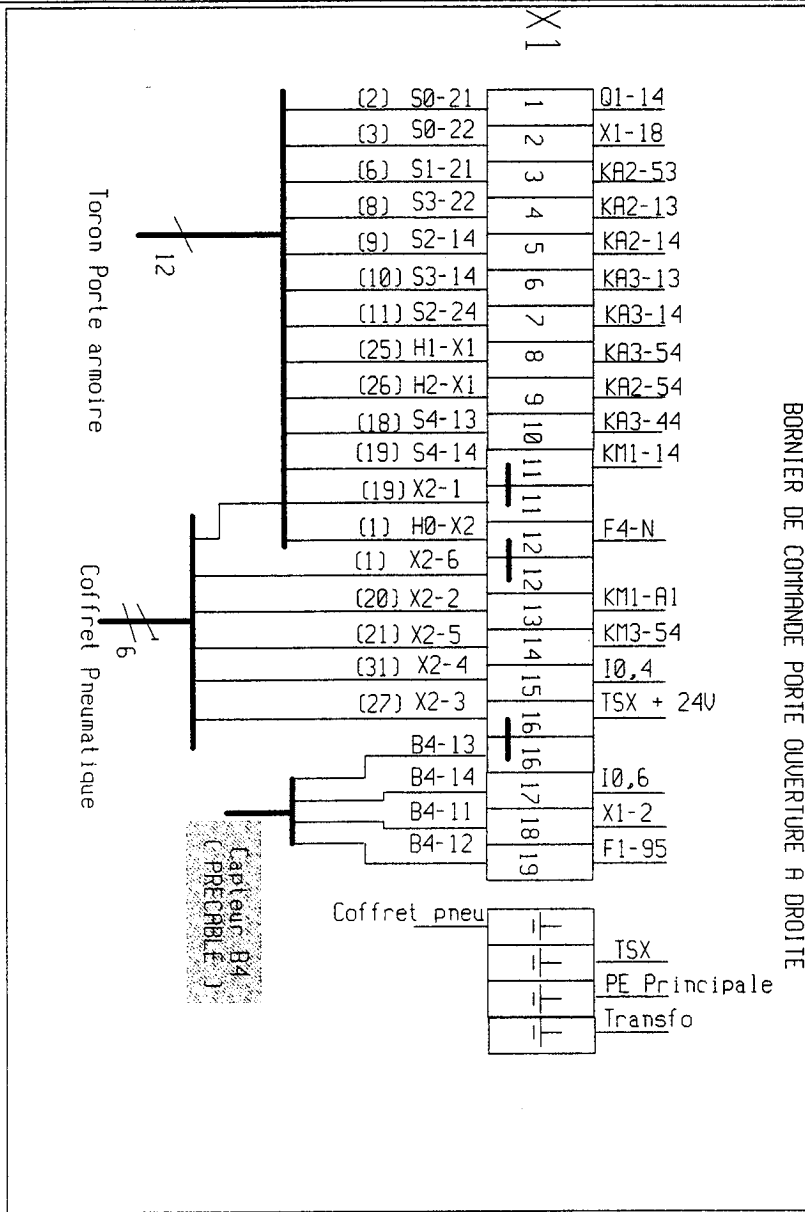 X1
(2) S0-21 1 Q1-14
(3) S0-22 2 X1-18
(6) S1-21 3 KA2-53
(8) S3-22 4 KA2-13
(9) S2-14 5 KA2-14
(10) S3-14 6 KA3-13
(11) S2-24 7 KA3-14
(25) H1-X1 8 KA3-54
(26) H2-X1 9 KA2-54
(18) S4-13 10 KA3-44
(19) S4-14 11 KM1-14
(19) X2-1 11
(1) H0-X2 12 F4-N
(1) X2-6 12
(20) X2-2 13 KM1-A1
(21) X2-5 14 KM3-54
(31) X2-4 15 I0,4
(27) X2-3 16 TSX + 24V
B4-13 16
B4-14 17 I0,6
B4-11 18 X1-2
B4-12 19 F1-95
Coffret pneu
TSX
PE Principale
Transfo
12
Toron Porte armoire
6
Coffret Pneumatique
Capteur B4
( PRECABLE )
BORNIER DE COMMANDE PORTE OUVERTURE A DROITE